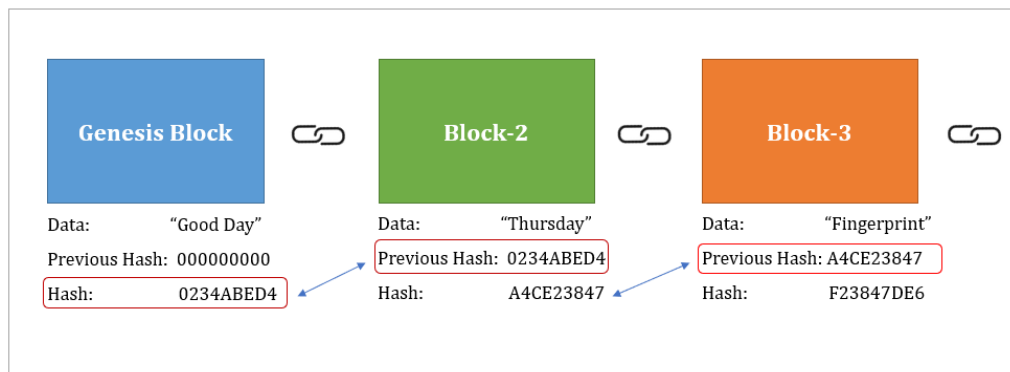 Genesis Block
Block-2
Block-3
Data: “Good Day”
Previous Hash: 000000000
Hash: 0234ABED4
Data: “Thursday”
Previous Hash: 0234ABED4
Hash: A4CE23847
Data: “Fingerprint”
Previous Hash: A4CE23847
Hash: F23847DE6